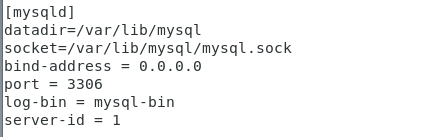 [mysqld]
datadir=/var/lib/mysql
socket=/var/lib/mysql/mysql.sock
bind-address = 0.0.0.0
port = 3306
log-bin = mysql-bin
server-id = 1